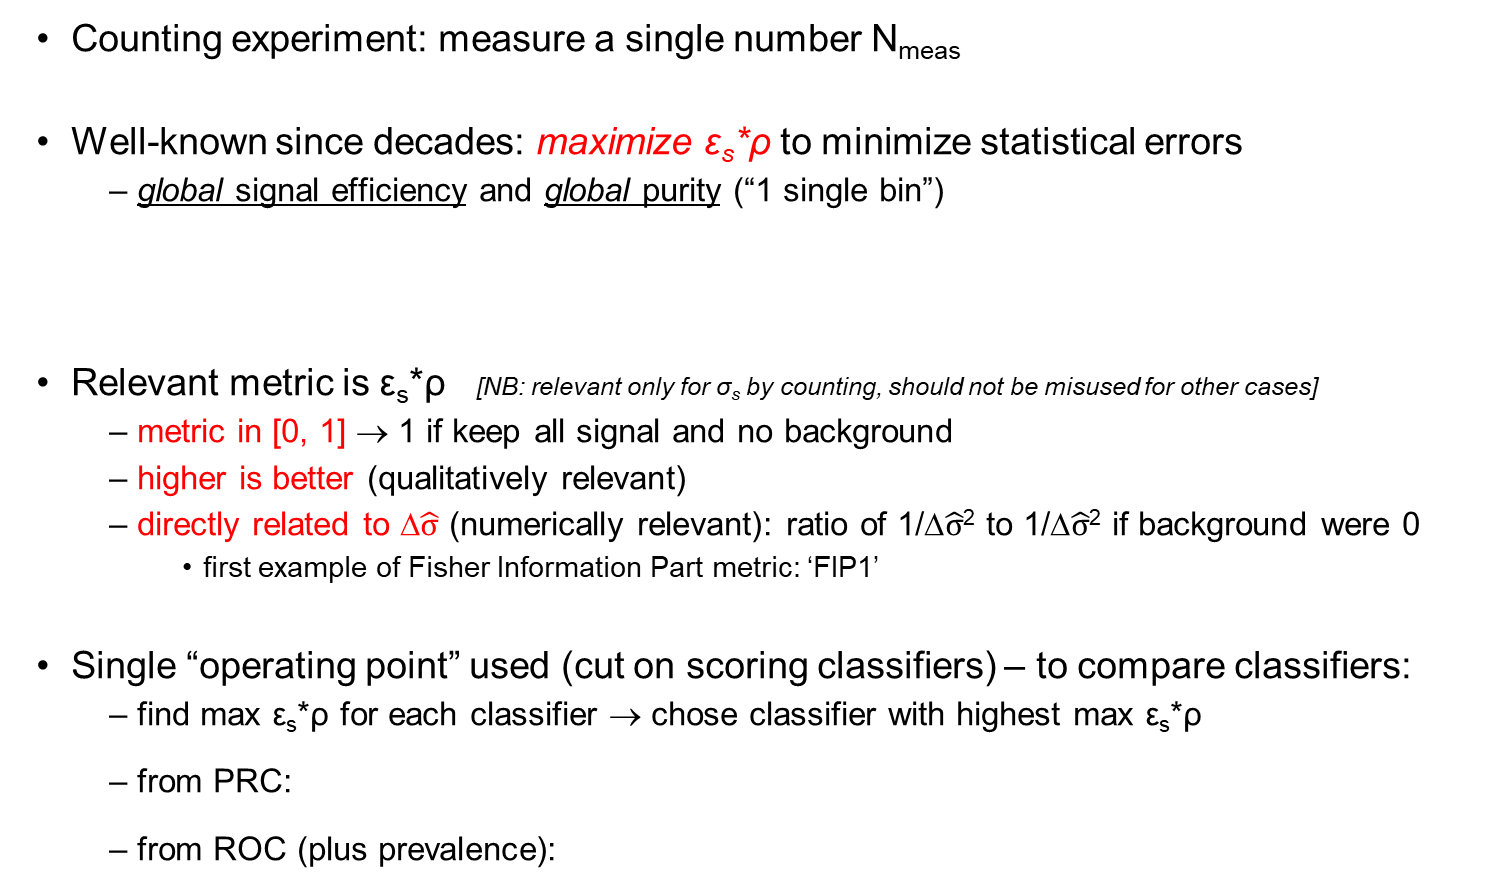 • Counting experiment: measure a single number Nmeas
• Well-known since decades: maximize εs*ρ to minimize statistical errors
– global signal efficiency and global purity (“1 single bin”)
• Relevant metric is εs*ρ [NB: relevant only for σs by counting, should not be misused for other cases]
– metric in [0, 1] → 1 if keep all signal and no background
– higher is better (qualitatively relevant)
– directly related to Δσ̂ (numerically relevant): ratio of 1/Δσ̂² to 1/Δσ̂² if background were 0
• first example of Fisher Information Part metric: ‘FIP1’
• Single “operating point” used (cut on scoring classifiers) – to compare classifiers:
– find max εs*ρ for each classifier → chose classifier with highest max εs*ρ
– from PRC:
– from ROC (plus prevalence):